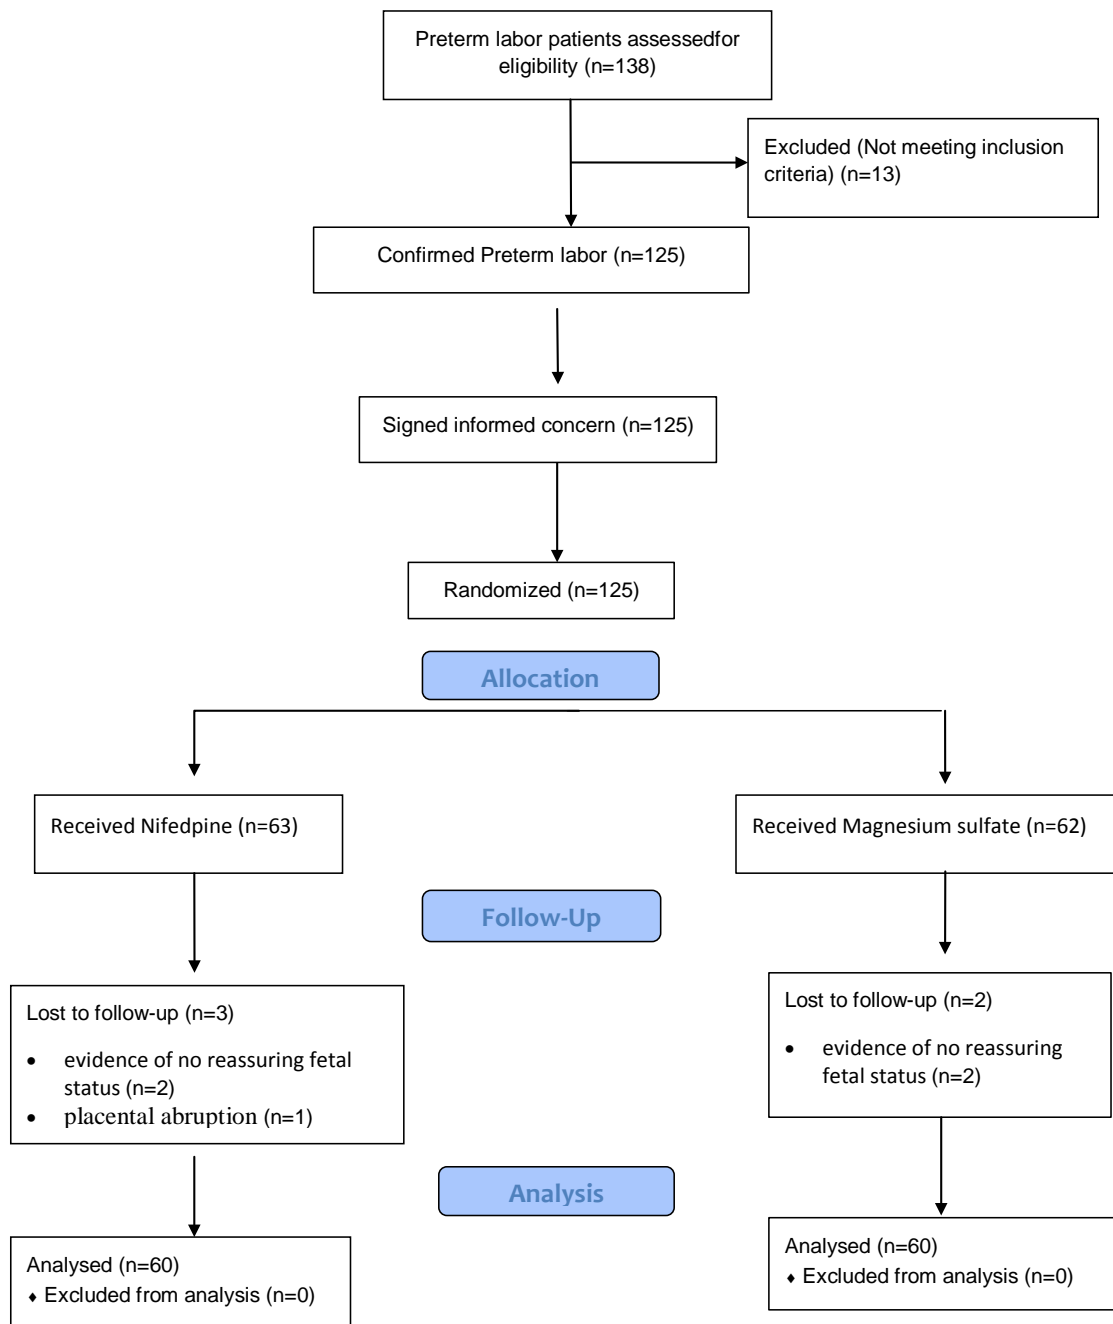 Preterm labor patients assessedfor
eligibility (n=138)
Excluded (Not meeting inclusion
criteria) (n=13)
Confirmed Preterm labor (n=125)
Signed informed concern (n=125)
Randomized (n=125)
Allocation
Received Nifedpine (n=63)
Received Magnesium sulfate (n=62)
Follow-Up
Lost to follow-up (n=3)
• evidence of no reassuring fetal
status (n=2)
• placental abruption (n=1)
Lost to follow-up (n=2)
• evidence of no reassuring
fetal status (n=2)
Analysis
Analysed (n=60)
♦ Excluded from analysis (n=0)
Analysed (n=60)
♦ Excluded from analysis (n=0)